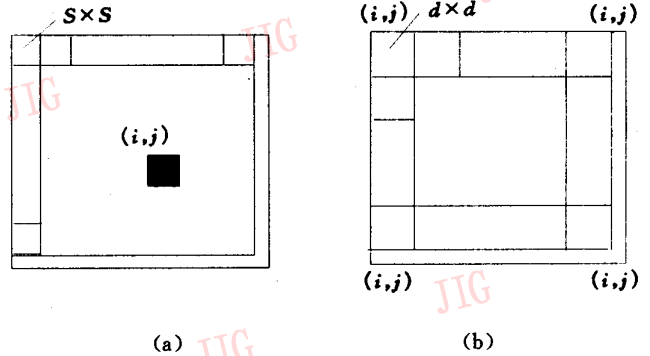 S×S
(i,j) d×d (i,j)
JIG
JIG
(i,j)
(i,j) (i,j)
JIG
(a) (b)
JIG